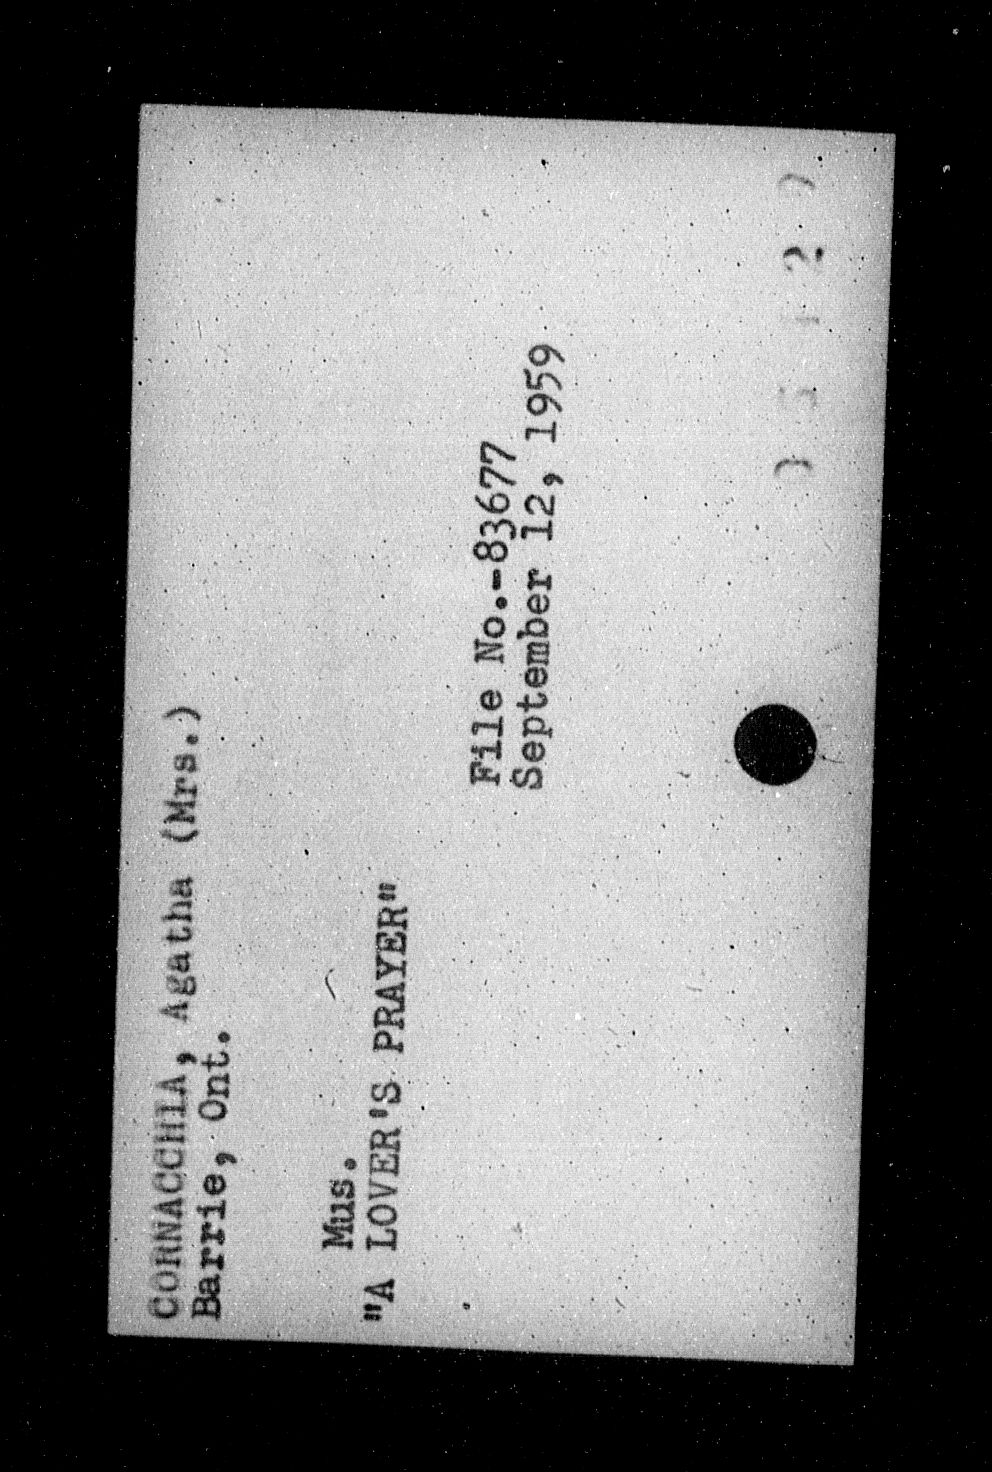 CORNACCHIA, Agatha (Mrs.)
Barrie, Ont.
Mus.
"A LOVER'S PRAYER"
File No.-83677
September 12, 1959